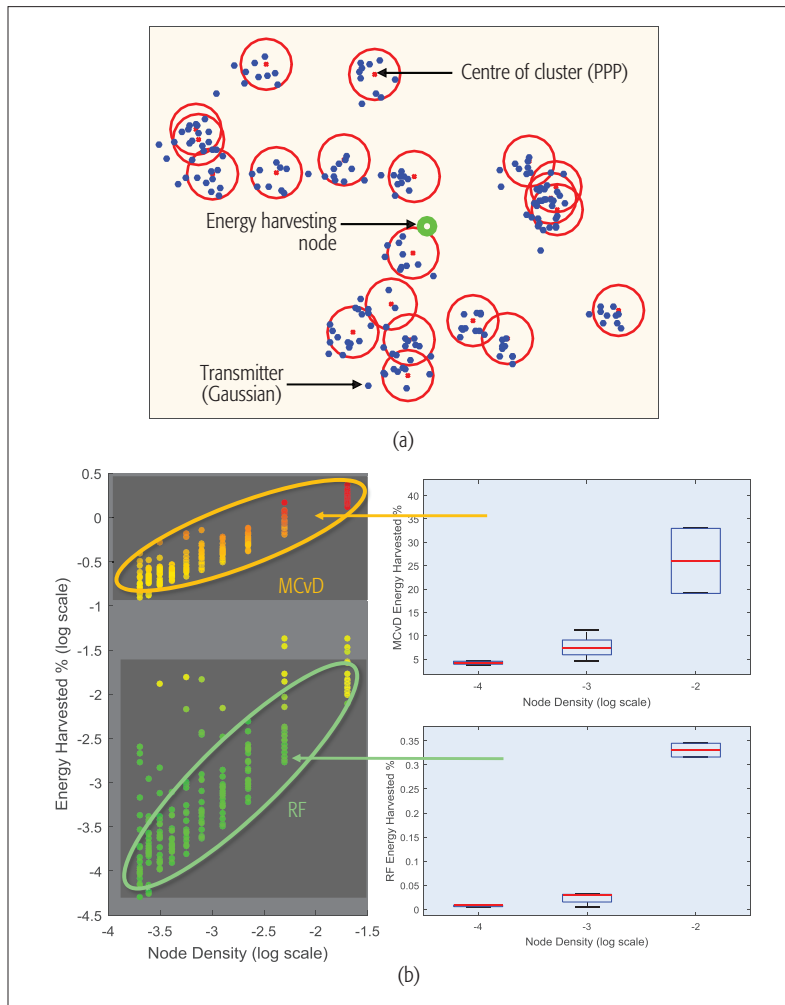 Centre of cluster (PPP)
Energy harvesting
node
Transmitter
(Gaussian)
(a)
Energy Harvested % (log scale)
0.5
0
-0.5
-1
-1.5
-2
-2.5
-3
-3.5
-4
-4.5
MCvD
RF
-4
-3.5
-3
-2.5
-2
-1.5
Node Density (log scale)
MCvD Energy Harvested %
40
35
30
25
20
15
10
5
-4
-3
-2
Node Density (log scale)
RF Energy Harvested %
0.35
0.3
0.25
0.2
0.15
0.1
0.05
0
-4
-3
-2
Node Density (log scale)
(b)